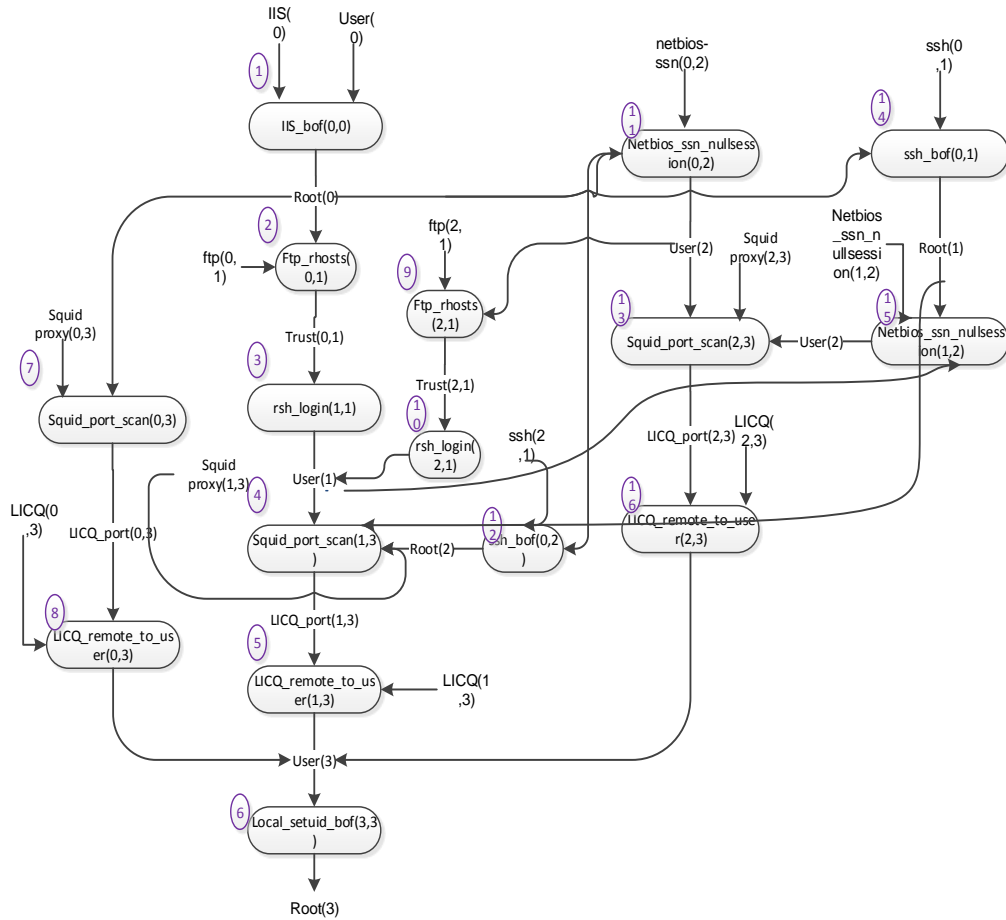 IIS(
0)
User(
0)
netbios-
ssn(0,2)
ssh(0
,1)
1
IIS_bof(0,0)
1
1
Netbios_ssn_nullsess
ion(0,2)
1
4
ssh_bof(0,1)
Root(0)
2
Ftp_rhosts(
0,1)
ftp(0,
1)
ftp(2,
1)
9
Ftp_rhosts
(2,1)
User(2)
Squid
proxy(2,3)
Netbios
_ssn_n
ullsessi
on(1,2)
Root(1)
Squid
proxy(0,3)
7
Trust(0,1)
3
1
3
Squid_port_scan(2,3)
User(2)
1
5
Netbios_ssn_nullsess
ion(1,2)
Squid_port_scan(0,3)
rsh_login(1,1)
Trust(2,1)
1
0
rsh_login(
2,1)
LICQ_port(2,3)
LICQ(
2,3)
Squid
proxy(1,3)
User(1)
4
ssh(2
,1)
1
6
LICQ_remote_to_use
r(2,3)
LICQ(0
,3)
LICQ_port(0,3)
Squid_port_scan(1,3
)
Root(2)
1
2
ssh_bof(0,2
)
8
LICQ_remote_to_us
er(0,3)
LICQ_port(1,3)
5
LICQ_remote_to_us
er(1,3)
LICQ(1
,3)
User(3)
6
Local_setuid_bof(3,3
)
Root(3)